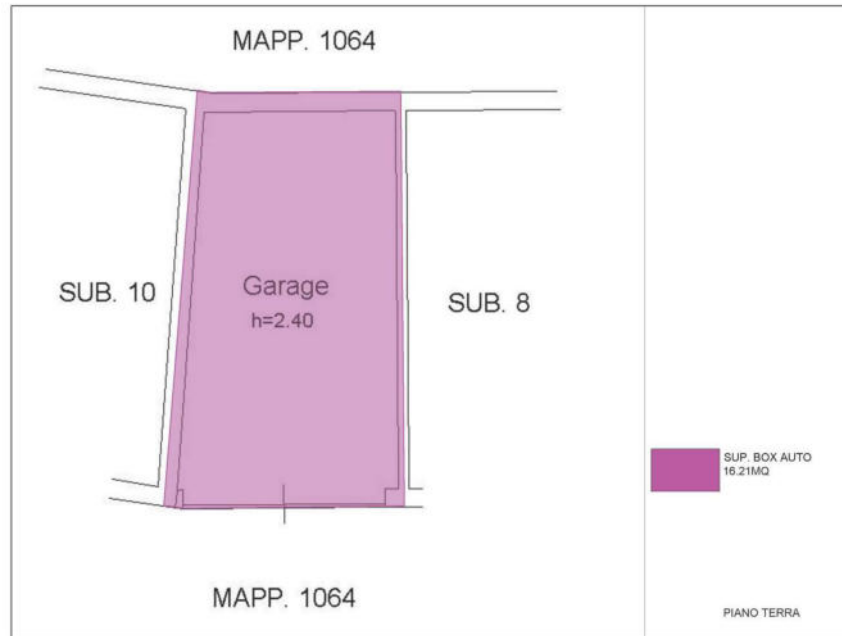 MAPP. 1064
SUB. 10
Garage
h=2.40
SUB. 8
SUP. BOX AUTO
16.21MQ
MAPP. 1064
PIANO TERRA